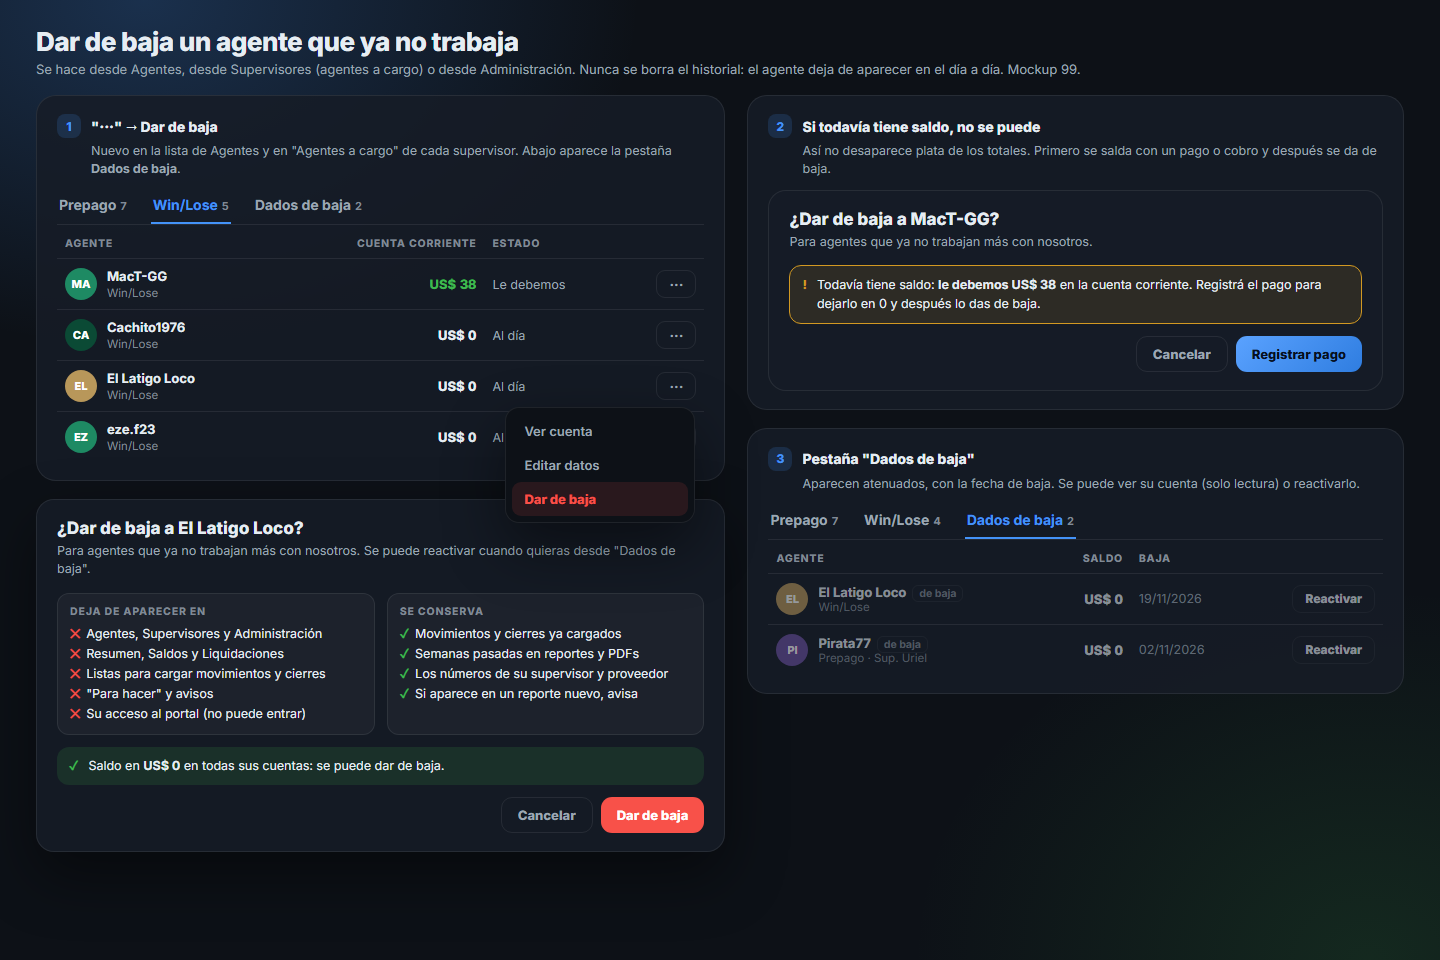 Dar de baja un agente que ya no trabaja
Se hace desde Agentes, desde Supervisores (agentes a cargo) o desde Administración. Nunca se borra el historial: el agente deja de aparecer en el día a día. Mockup 99.
1 "···" → Dar de baja
Nuevo en la lista de Agentes y en "Agentes a cargo" de cada supervisor. Abajo aparece la pestaña
Dados de baja.
Prepago 7 Win/Lose 5 Dados de baja 2
AGENTE CUENTA CORRIENTE ESTADO
MA MacT-GG US$ 38 Le debemos ···
Win/Lose
CA Cachito1976 US$ 0 Al día ···
Win/Lose
EL El Latigo Loco US$ 0 Al día ···
Win/Lose
EZ eze.f23 US$ 0 Al
Win/Lose
Ver cuenta
Editar datos
Dar de baja
¿Dar de baja a El Latigo Loco?
Para agentes que ya no trabajan más con nosotros. Se puede reactivar cuando quieras desde "Dados de
baja".
DEJA DE APARECER EN
✕ Agentes, Supervisores y Administración
✕ Resumen, Saldos y Liquidaciones
✕ Listas para cargar movimientos y cierres
✕ "Para hacer" y avisos
✕ Su acceso al portal (no puede entrar)
SE CONSERVA
✓ Movimientos y cierres ya cargados
✓ Semanas pasadas en reportes y PDFs
✓ Los números de su supervisor y proveedor
✓ Si aparece en un reporte nuevo, avisa
✓ Saldo en US$ 0 en todas sus cuentas: se puede dar de baja.
Cancelar Dar de baja
2 Si todavía tiene saldo, no se puede
Así no desaparece plata de los totales. Primero se salda con un pago o cobro y después se da de
baja.
¿Dar de baja a MacT-GG?
Para agentes que ya no trabajan más con nosotros.
! Todavía tiene saldo: le debemos US$ 38 en la cuenta corriente. Registrá el pago para
dejarlo en 0 y después lo das de baja.
Cancelar Registrar pago
3 Pestaña "Dados de baja"
Aparecen atenuados, con la fecha de baja. Se puede ver su cuenta (solo lectura) o reactivarlo.
Prepago 7 Win/Lose 4 Dados de baja 2
AGENTE SALDO BAJA
EL El Latigo Loco de baja US$ 0 19/11/2026 Reactivar
Win/Lose
PI Pirata77 de baja US$ 0 02/11/2026 Reactivar
Prepago · Sup. Uriel